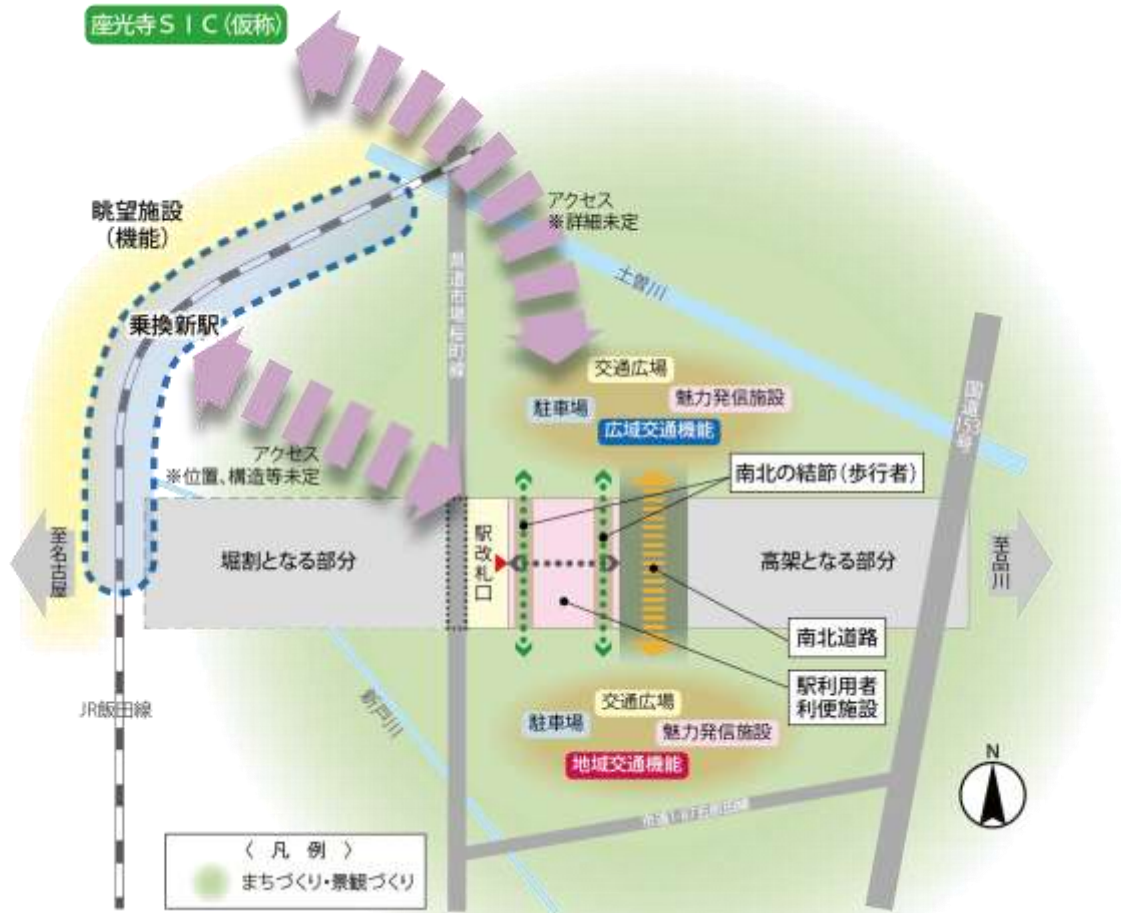 座光寺ＳＩＣ（仮称）
眺望施設
（機能）
アクセス
※詳細未定
土曽川
乗換新駅
交通広場
駐車場
魅力発信施設
広域交通機能
国道153号
アクセス
※位置、構造等未定
南北の結節（歩行者）
至名古屋
堀割となる部分
駅改札口
高架となる部分
至品川
南北道路
駅利用者
利便施設
JR飯田線
新戸川
交通広場
駐車場
魅力発信施設
地域交通機能
N
〈 凡 例 〉
まちづくり・景観づくり